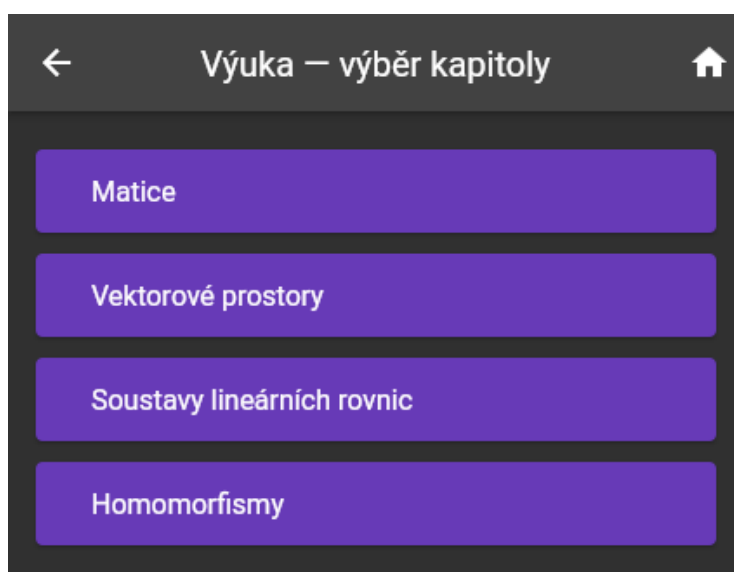 Výuka — výběr kapitoly
Matice
Vektorové prostory
Soustavy lineárních rovnic
Homomorfismy